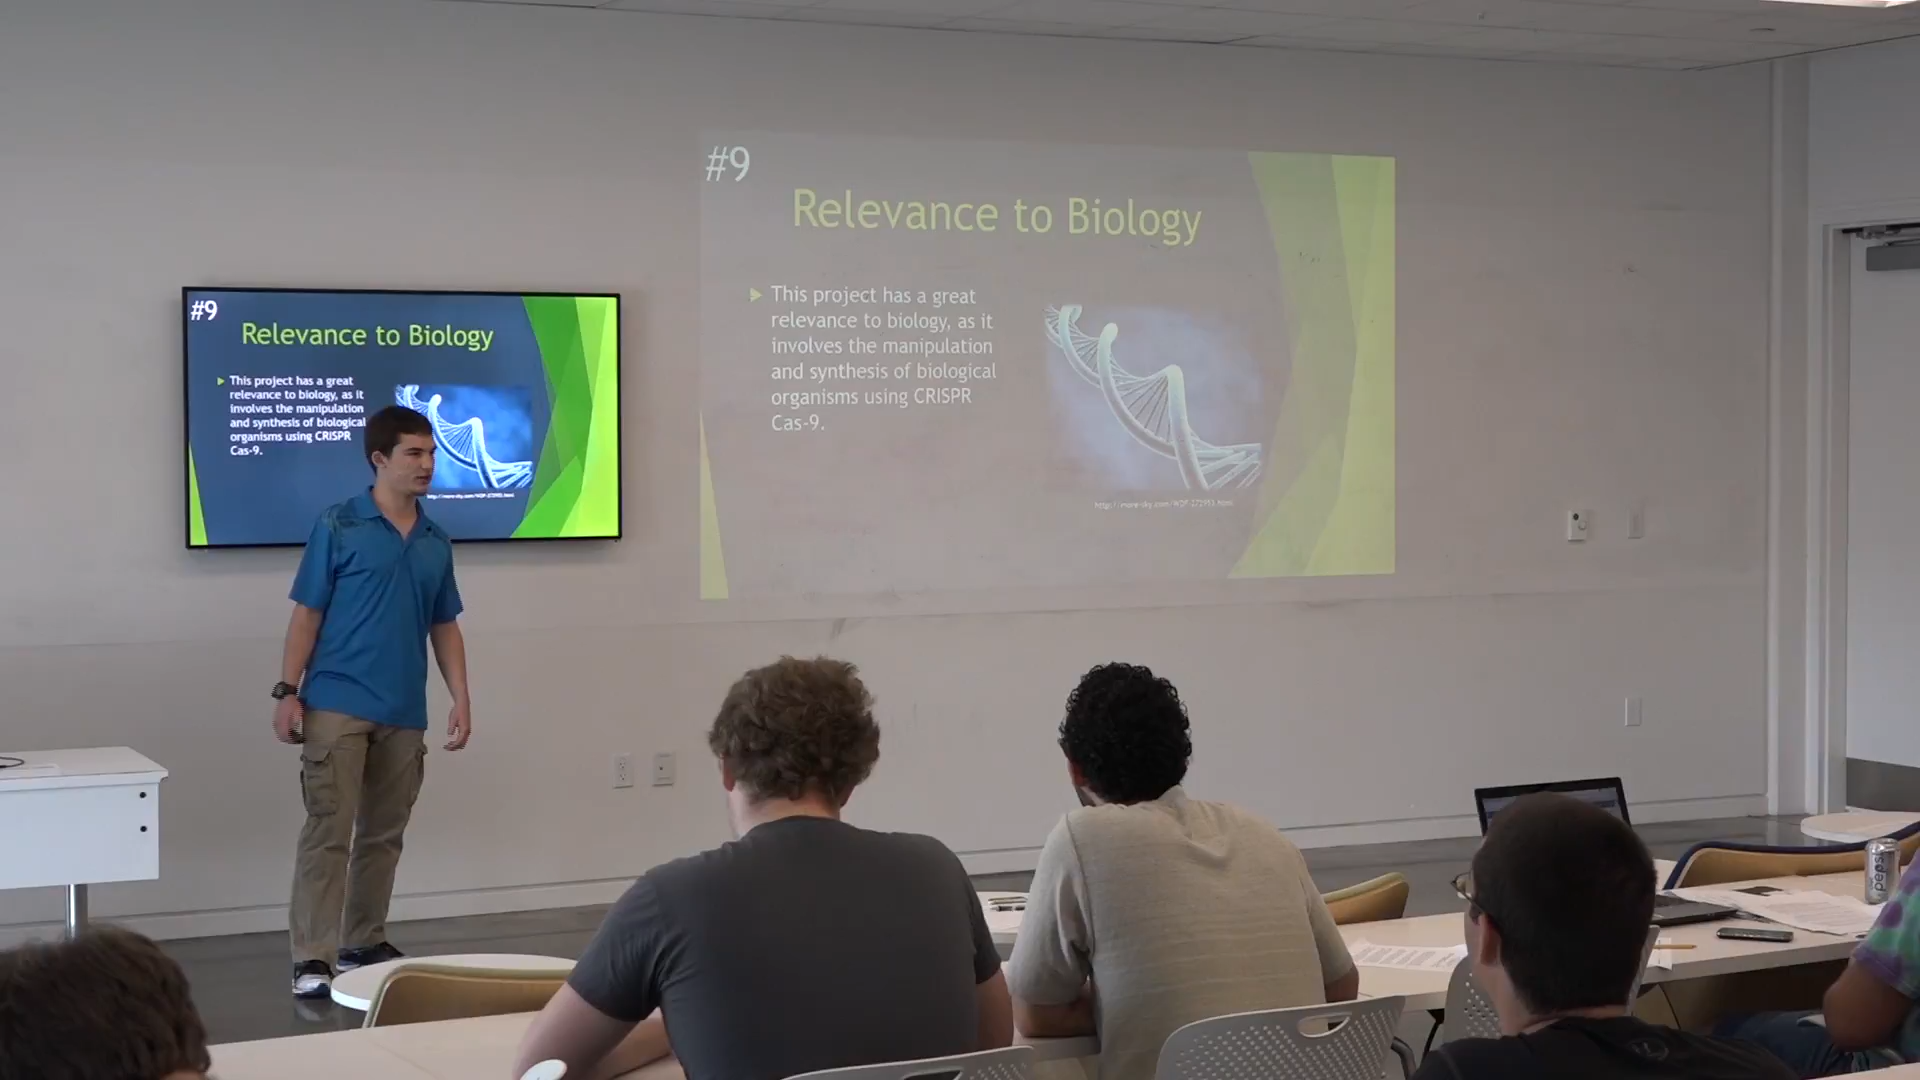 #9
Relevance to Biology
This project has a great
relevance to biology, as it
involves the manipulation
and synthesis of biological
organisms using CRISPR
Cas-9.
#9
Relevance to Biology
This project has a great
relevance to biology, as it
involves the manipulation
and synthesis of biological
organisms using CRISPR
Cas-9.
pepsi